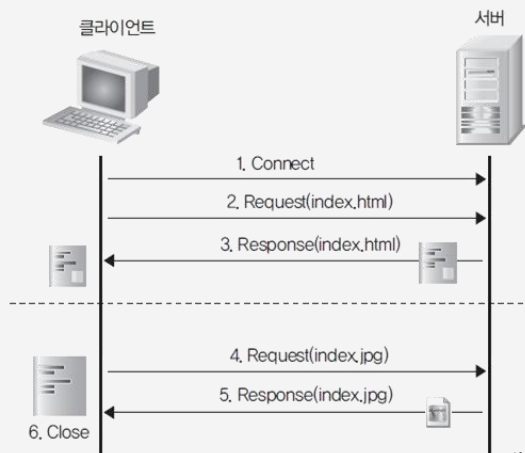 클라이언트
서버
1. Connect
2. Request(index.html)
3. Response(index.html)
4. Request(index.jpg)
5. Response(index.jpg)
6. Close